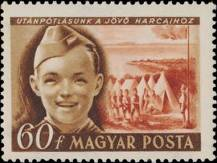 UTÁNPÓTLÁSUNK A JÖVŐ HARCAIHOZ
60f MAGYAR POSTA